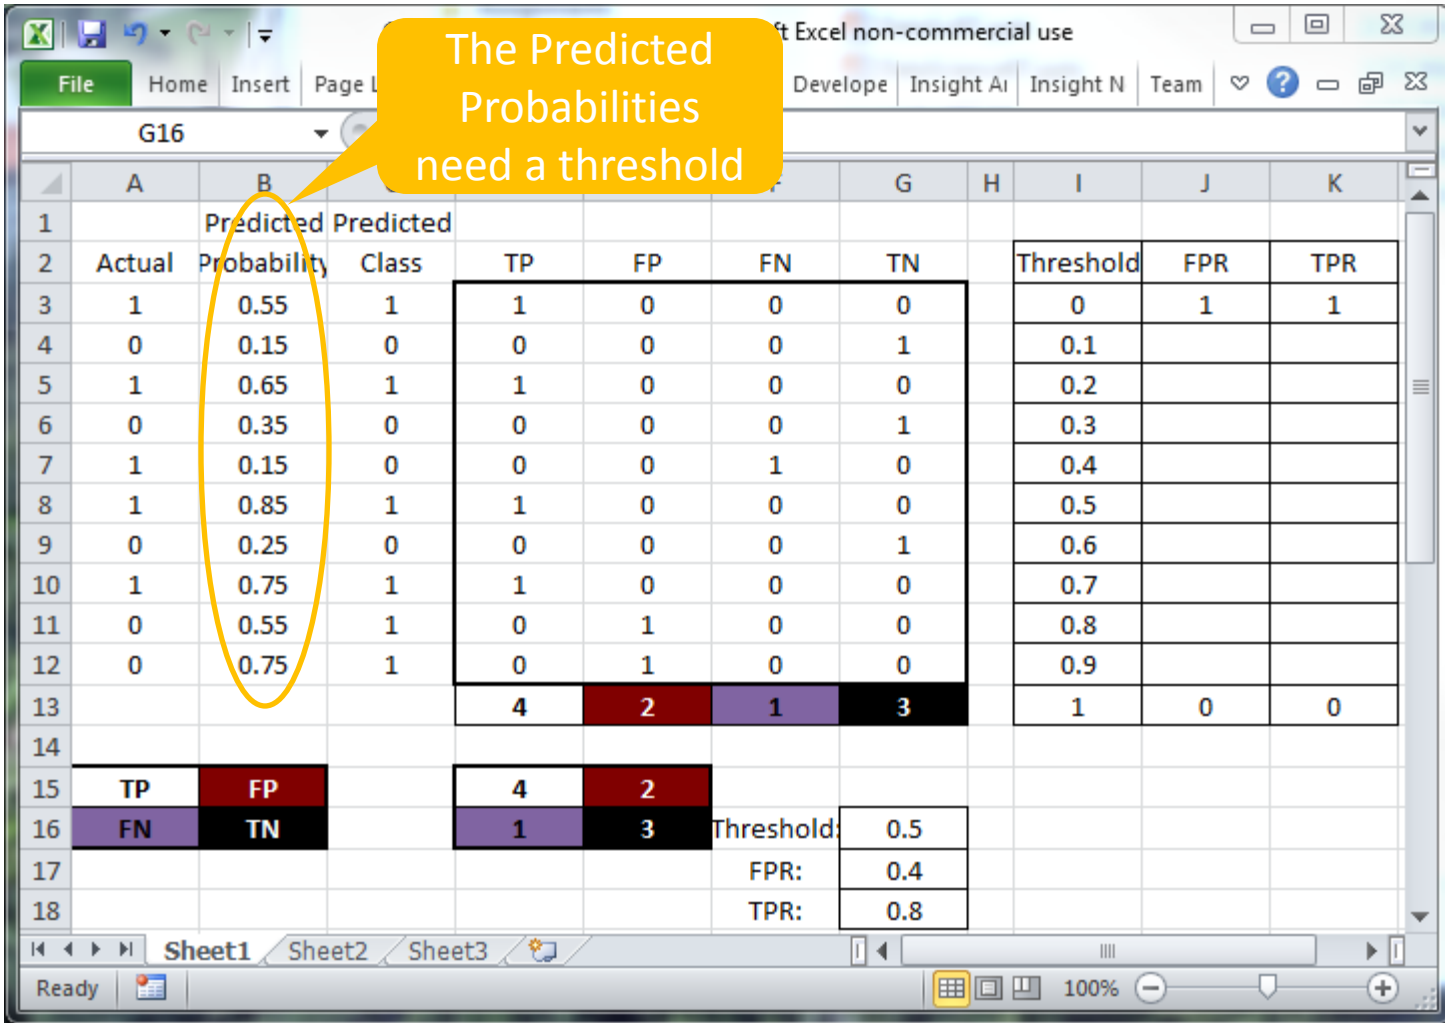 ft Excel non-commercial use
The Predicted
Probabilities
need a threshold
File Home Insert Page L Develope Insight Ar Insight N Team
G16
A B G H I J K
1 Predicted Predicted
2 Actual Probability Class TP FP FN TN Threshold FPR TPR
3 1 0.55 1 1 0 0 0 0 1 1
4 0 0.15 0 0 0 0 1 0.1
5 1 0.65 1 1 0 0 0 0.2
6 0 0.35 0 0 0 0 1 0.3
7 1 0.15 0 0 0 1 0 0.4
8 1 0.85 1 1 0 0 0 0.5
9 0 0.25 0 0 0 0 1 0.6
10 1 0.75 1 1 0 0 0 0.7
11 0 0.55 1 0 1 0 0 0.8
12 0 0.75 1 0 1 0 0 0.9
13 4 2 1 3 1 0 0
14
15 TP FP 4 2
16 FN TN 1 3 Threshold: 0.5
17 FPR: 0.4
18 TPR: 0.8
Sheet1 Sheet2 Sheet3
Ready 100%